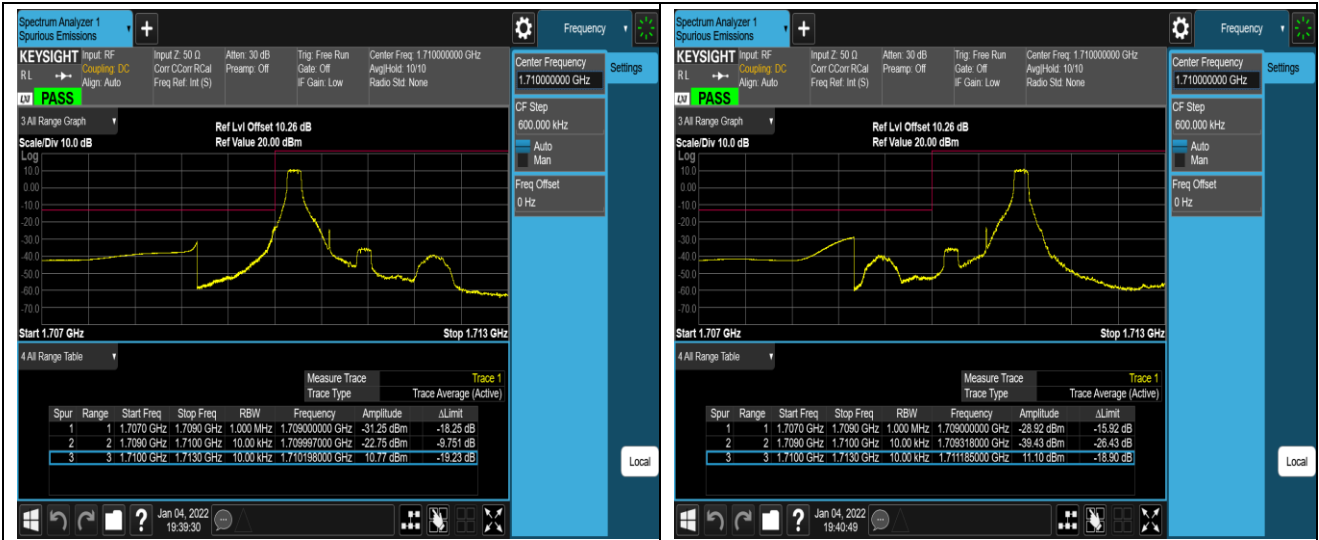 Spectrum Analyzer 1
Spurious Emissions
+
Frequency
KEYSIGHT
RL
Input: RF
Coupling: DC
Align: Auto
Input Z: 50 Ω
Corr CCorr RCal
Freq Ref: Int (S)
Atten: 30 dB
Preamp: Off
Trig: Free Run
Gate: Off
IF Gain: Low
Center Freq: 1.710000000 GHz
Avg|Hold: 10/10
Radio Std: None
LXI PASS
Center Frequency
1.710000000 GHz
Settings
CF Step
600.000 kHz
Auto
Man
Freq Offset
0 Hz
3 All Range Graph
Scale/Div 10.0 dB
Ref Lvl Offset 10.26 dB
Ref Value 20.00 dBm
Log
10.0
0.00
-10.0
-20.0
-30.0
-40.0
-50.0
-60.0
-70.0
Start 1.707 GHz
Stop 1.713 GHz
4 All Range Table
Measure Trace Trace 1
Trace Type Trace Average (Active)
Spur Range Start Freq Stop Freq RBW Frequency Amplitude ΔLimit
1 1 1.7070 GHz 1.7090 GHz 1.000 MHz 1.709000000 GHz -31.25 dBm -18.25 dB
2 2 1.7090 GHz 1.7100 GHz 10.00 kHz 1.709997000 GHz -22.75 dBm -9.751 dB
3 3 1.7100 GHz 1.7130 GHz 10.00 kHz 1.710198000 GHz 10.77 dBm -19.23 dB
Local
?
Jan 04, 2022
19:39:30
Spectrum Analyzer 1
Spurious Emissions
+
Frequency
KEYSIGHT
RL
Input: RF
Coupling: DC
Align: Auto
Input Z: 50 Ω
Corr CCorr RCal
Freq Ref: Int (S)
Atten: 30 dB
Preamp: Off
Trig: Free Run
Gate: Off
IF Gain: Low
Center Freq: 1.710000000 GHz
Avg|Hold: 10/10
Radio Std: None
LXI PASS
Center Frequency
1.710000000 GHz
Settings
CF Step
600.000 kHz
Auto
Man
Freq Offset
0 Hz
3 All Range Graph
Scale/Div 10.0 dB
Ref Lvl Offset 10.26 dB
Ref Value 20.00 dBm
Log
10.0
0.00
-10.0
-20.0
-30.0
-40.0
-50.0
-60.0
-70.0
Start 1.707 GHz
Stop 1.713 GHz
4 All Range Table
Measure Trace Trace 1
Trace Type Trace Average (Active)
Spur Range Start Freq Stop Freq RBW Frequency Amplitude ΔLimit
1 1 1.7070 GHz 1.7090 GHz 1.000 MHz 1.709000000 GHz -28.92 dBm -15.92 dB
2 2 1.7090 GHz 1.7100 GHz 10.00 kHz 1.709318000 GHz -39.43 dBm -26.43 dB
3 3 1.7100 GHz 1.7130 GHz 10.00 kHz 1.711185000 GHz 11.10 dBm -18.90 dB
Local
?
Jan 04, 2022
19:40:49